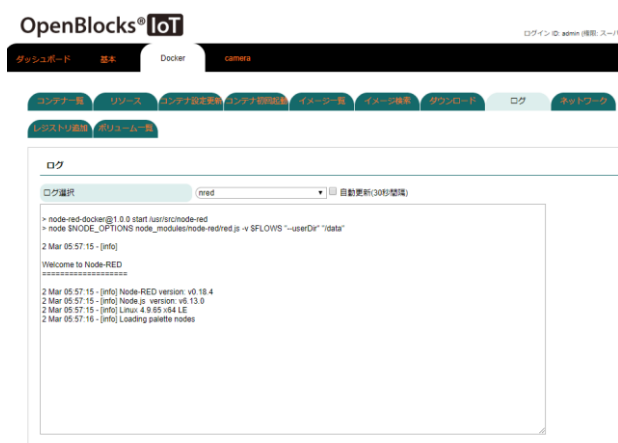 OpenBlocks® IoT
ログイン ID: admin (権限: スーパ
ダッシュボード 基本 Docker camera
コンテナ一覧 リソース コンテナ設定更新 コンテナ初回起動 イメージ一覧 イメージ検索 ダウンロード ログ ネットワーク
レジストリ追加 ボリューム一覧
ログ
ログ選択 nred 自動更新(30秒間隔)
> node-red-docker@1.0.0 start /usr/src/node-red
> node $NODE_OPTIONS node_modules/node-red/red.js -v $FLOWS "--userDir" "/data"
2 Mar 05:57:15 - [info]
Welcome to Node-RED
===================
2 Mar 05:57:15 - [info] Node-RED version: v0.18.4
2 Mar 05:57:15 - [info] Node.js version: v6.13.0
2 Mar 05:57:15 - [info] Linux 4.9.65 x64 LE
2 Mar 05:57:16 - [info] Loading palette nodes